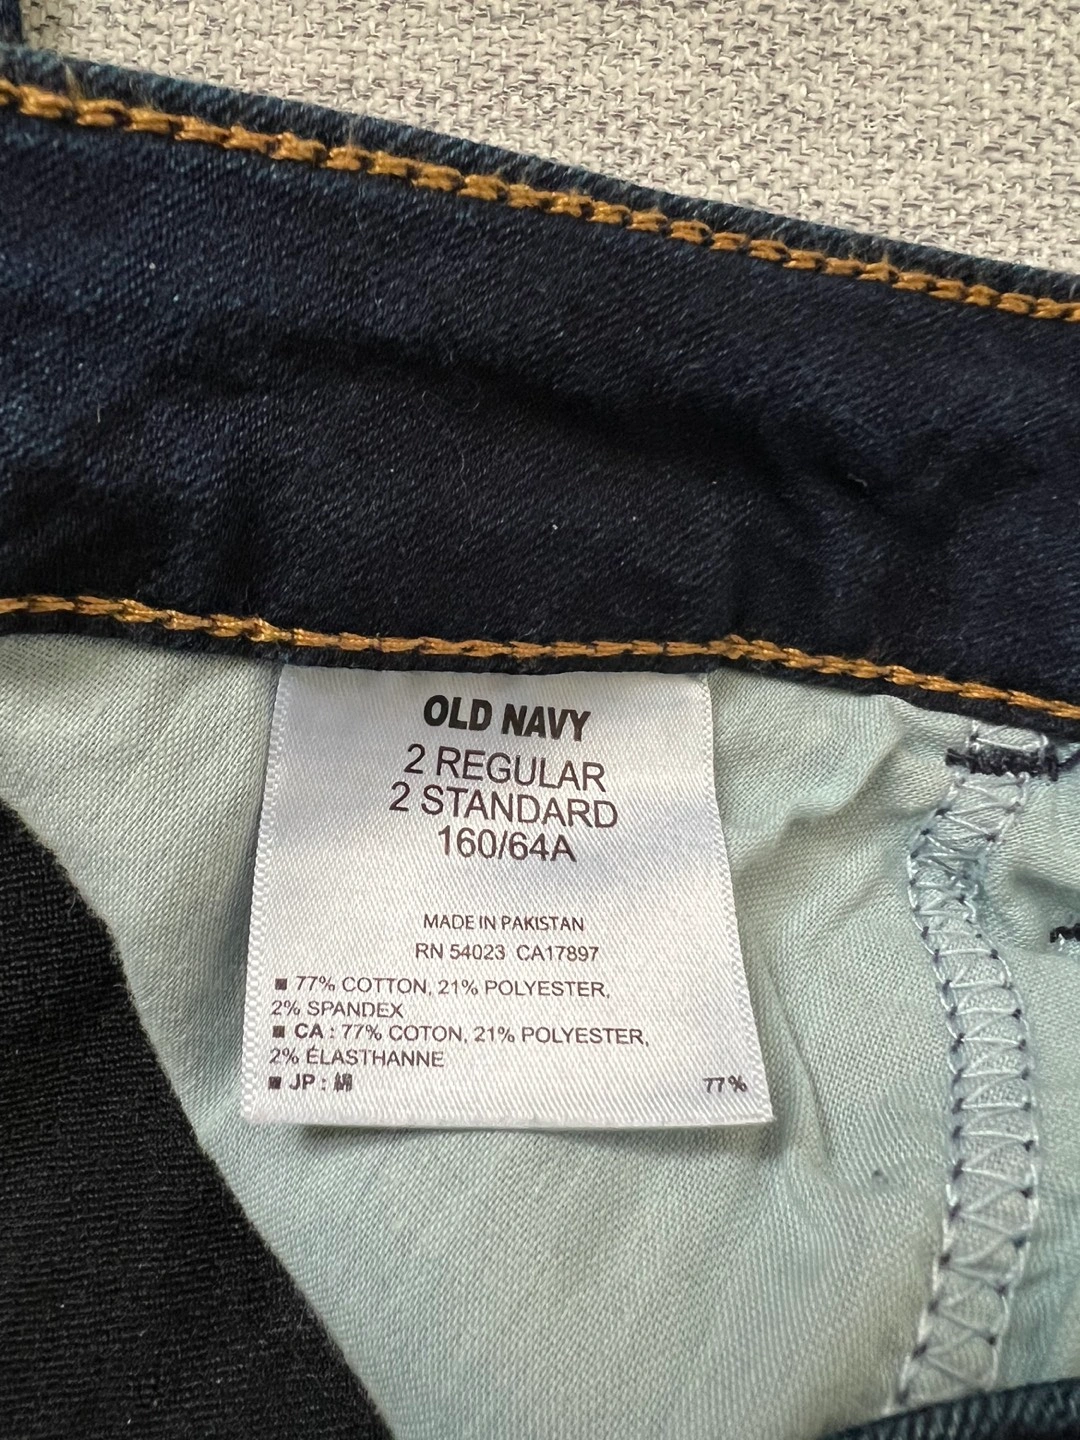 OLD NAVY
2 REGULAR
2 STANDARD
160/64A
MADE IN PAKISTAN
RN 54023 CA17897
■ 77% COTTON, 21% POLYESTER,
2% SPANDEX
■ CA : 77% COTON, 21% POLYESTER,
2% ÉLASTHANNE
■ JP : 綿 77%